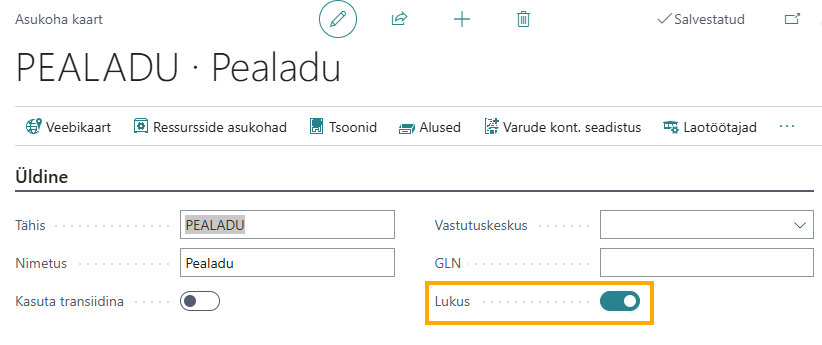 Asukoha kaart
Salvestatud
PEALADU · Pealadu
Veebikaart Ressursside asukohad Tsoonid Alused Varude kont. seadistus Laotöötajad ...
Üldine
Tähis PEALADU Vastutuskeskus
Nimetus Pealadu GLN
Kasuta transiidina Lukus